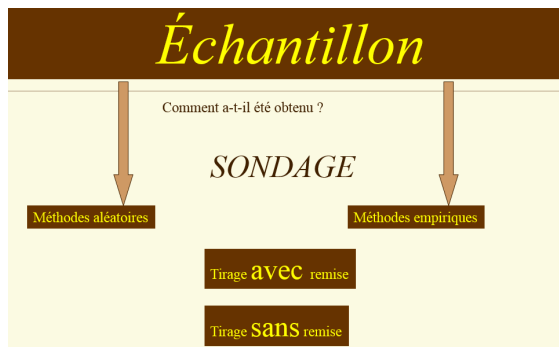 Échantillon
Comment a-t-il été obtenu ?
SONDAGE
Méthodes aléatoires
Méthodes empiriques
Tirage avec remise
Tirage sans remise